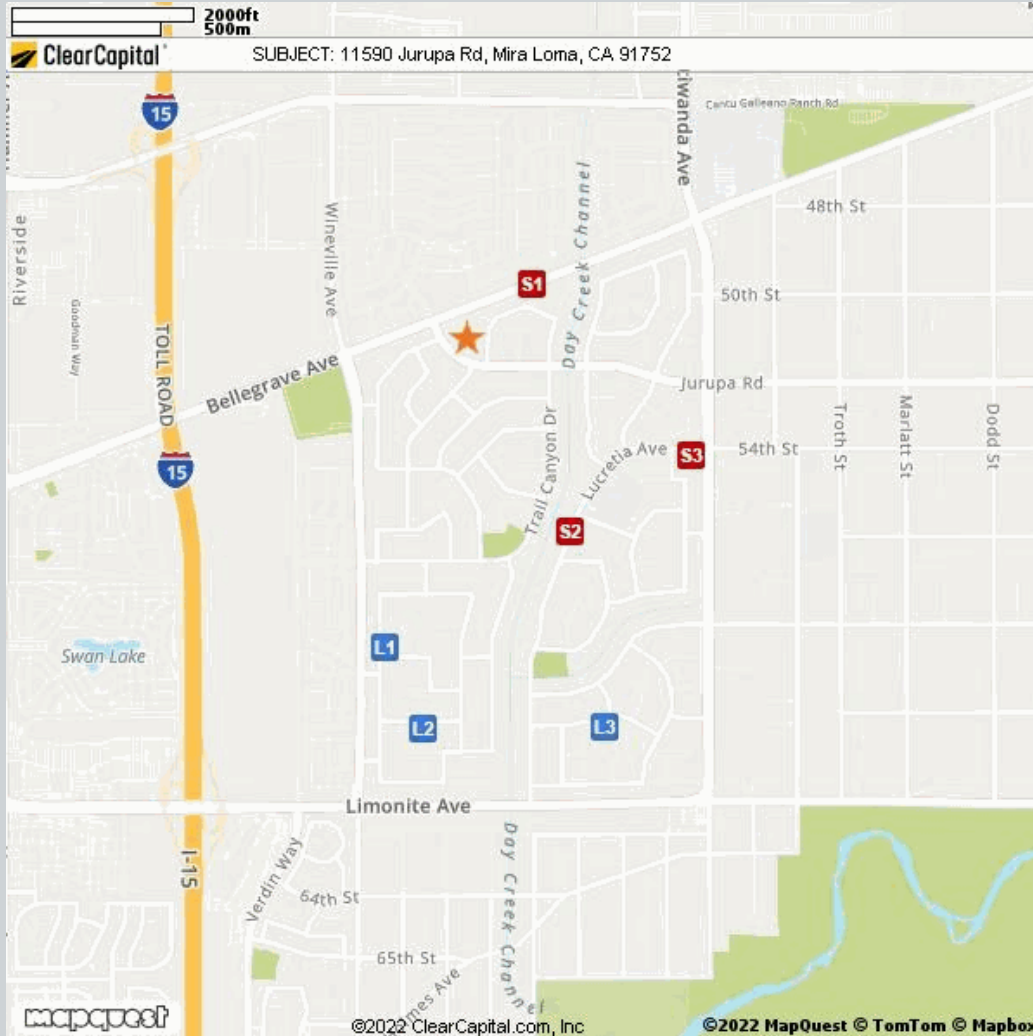 2000ft
500m
ClearCapital
SUBJECT: 11590 Jurupa Rd, Mira Loma, CA 91752
15
Cantu Galleano Ranch Rd
Riverside
Wineville Ave
Day Creek Channel
48th St
S1
50th St
Goodman Way
TOLL ROAD
Bellegrave Ave
Jurupa Rd
Troth St
Marlatt St
Dodd St
15
Trail Canyon Dr
Lucretia Ave
S3
54th St
S2
Swan Lake
L1
L2
L3
Limonite Ave
I-15
Verdin Way
Day Creek Channel
64th St
65th St
mapquest
©2022 ClearCapital.com, Inc
©2022 MapQuest © TomTom © Mapbox